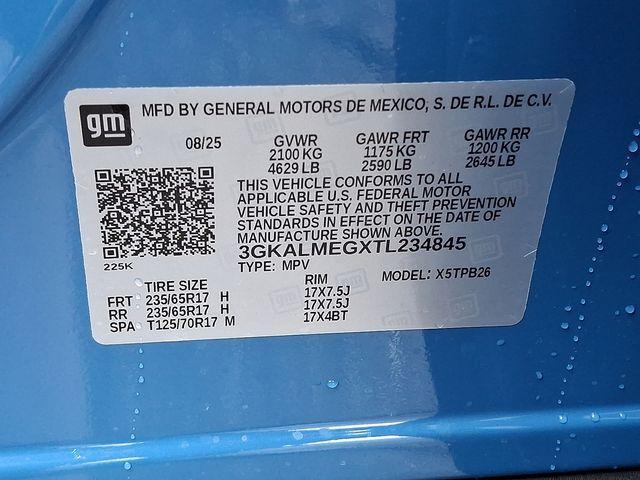 gm MFD BY GENERAL MOTORS DE MEXICO, S. DE R.L. DE C.V.
08/25 GVWR GAWR FRT GAWR RR
2100 KG 1175 KG 1200 KG
4629 LB 2590 LB 2645 LB
THIS VEHICLE CONFORMS TO ALL
APPLICABLE U.S. FEDERAL MOTOR
VEHICLE SAFETY AND THEFT PREVENTION
STANDARDS IN EFFECT ON THE DATE OF
MANUFACTURE SHOWN ABOVE.
3GKALMEGXTL234845
225K TYPE: MPV MODEL: X5TPB26
TIRE SIZE RIM
FRT 235/65R17 H 17X7.5J
RR 235/65R17 H 17X7.5J
SPA T125/70R17 M 17X4BT